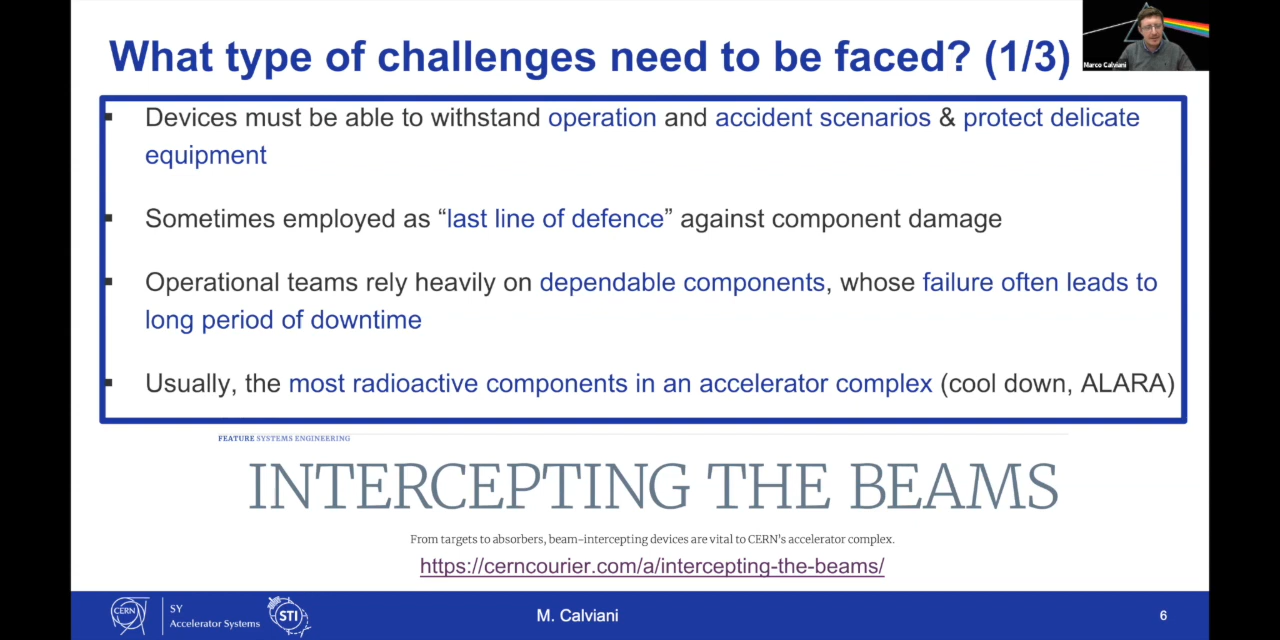 What type of challenges need to be faced? (1/3)
Marco Calviani
Devices must be able to withstand operation and accident scenarios & protect delicate
equipment
Sometimes employed as “last line of defence” against component damage
Operational teams rely heavily on dependable components, whose failure often leads to
long period of downtime
Usually, the most radioactive components in an accelerator complex (cool down, ALARA)
FEATURE SYSTEMS ENGINEERING
INTERCEPTING THE BEAMS
From targets to absorbers, beam-intercepting devices are vital to CERN's accelerator complex.
https://cerncourier.com/a/intercepting-the-beams/
CERN
SY
Accelerator Systems
STI
M. Calviani
6